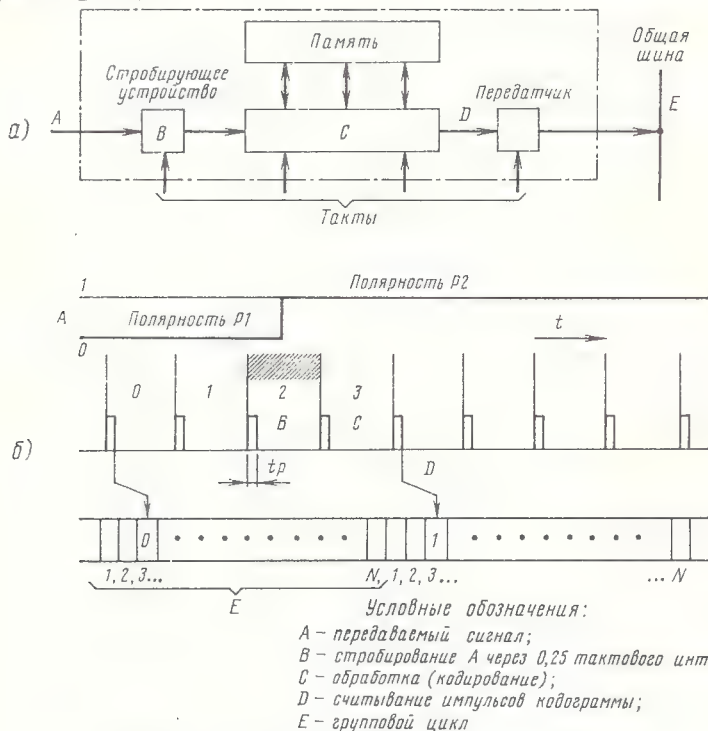 Память
Общая
шина
Стробирующее
устройство
Передатчик
A
B
C
D
E
а)
Такты
1
Полярность P2
A
Полярность P1
0
t
0 1 2 3
Б C
б)
tр
D
0 1
1, 2, 3... N, 1, 2, 3... ... N
E
Условные обозначения:
A – передаваемый сигнал;
B – стробирование A через 0,25 тактового инт
C – обработка (кодирование);
D – считывание импульсов кодограммы;
E – групповой цикл